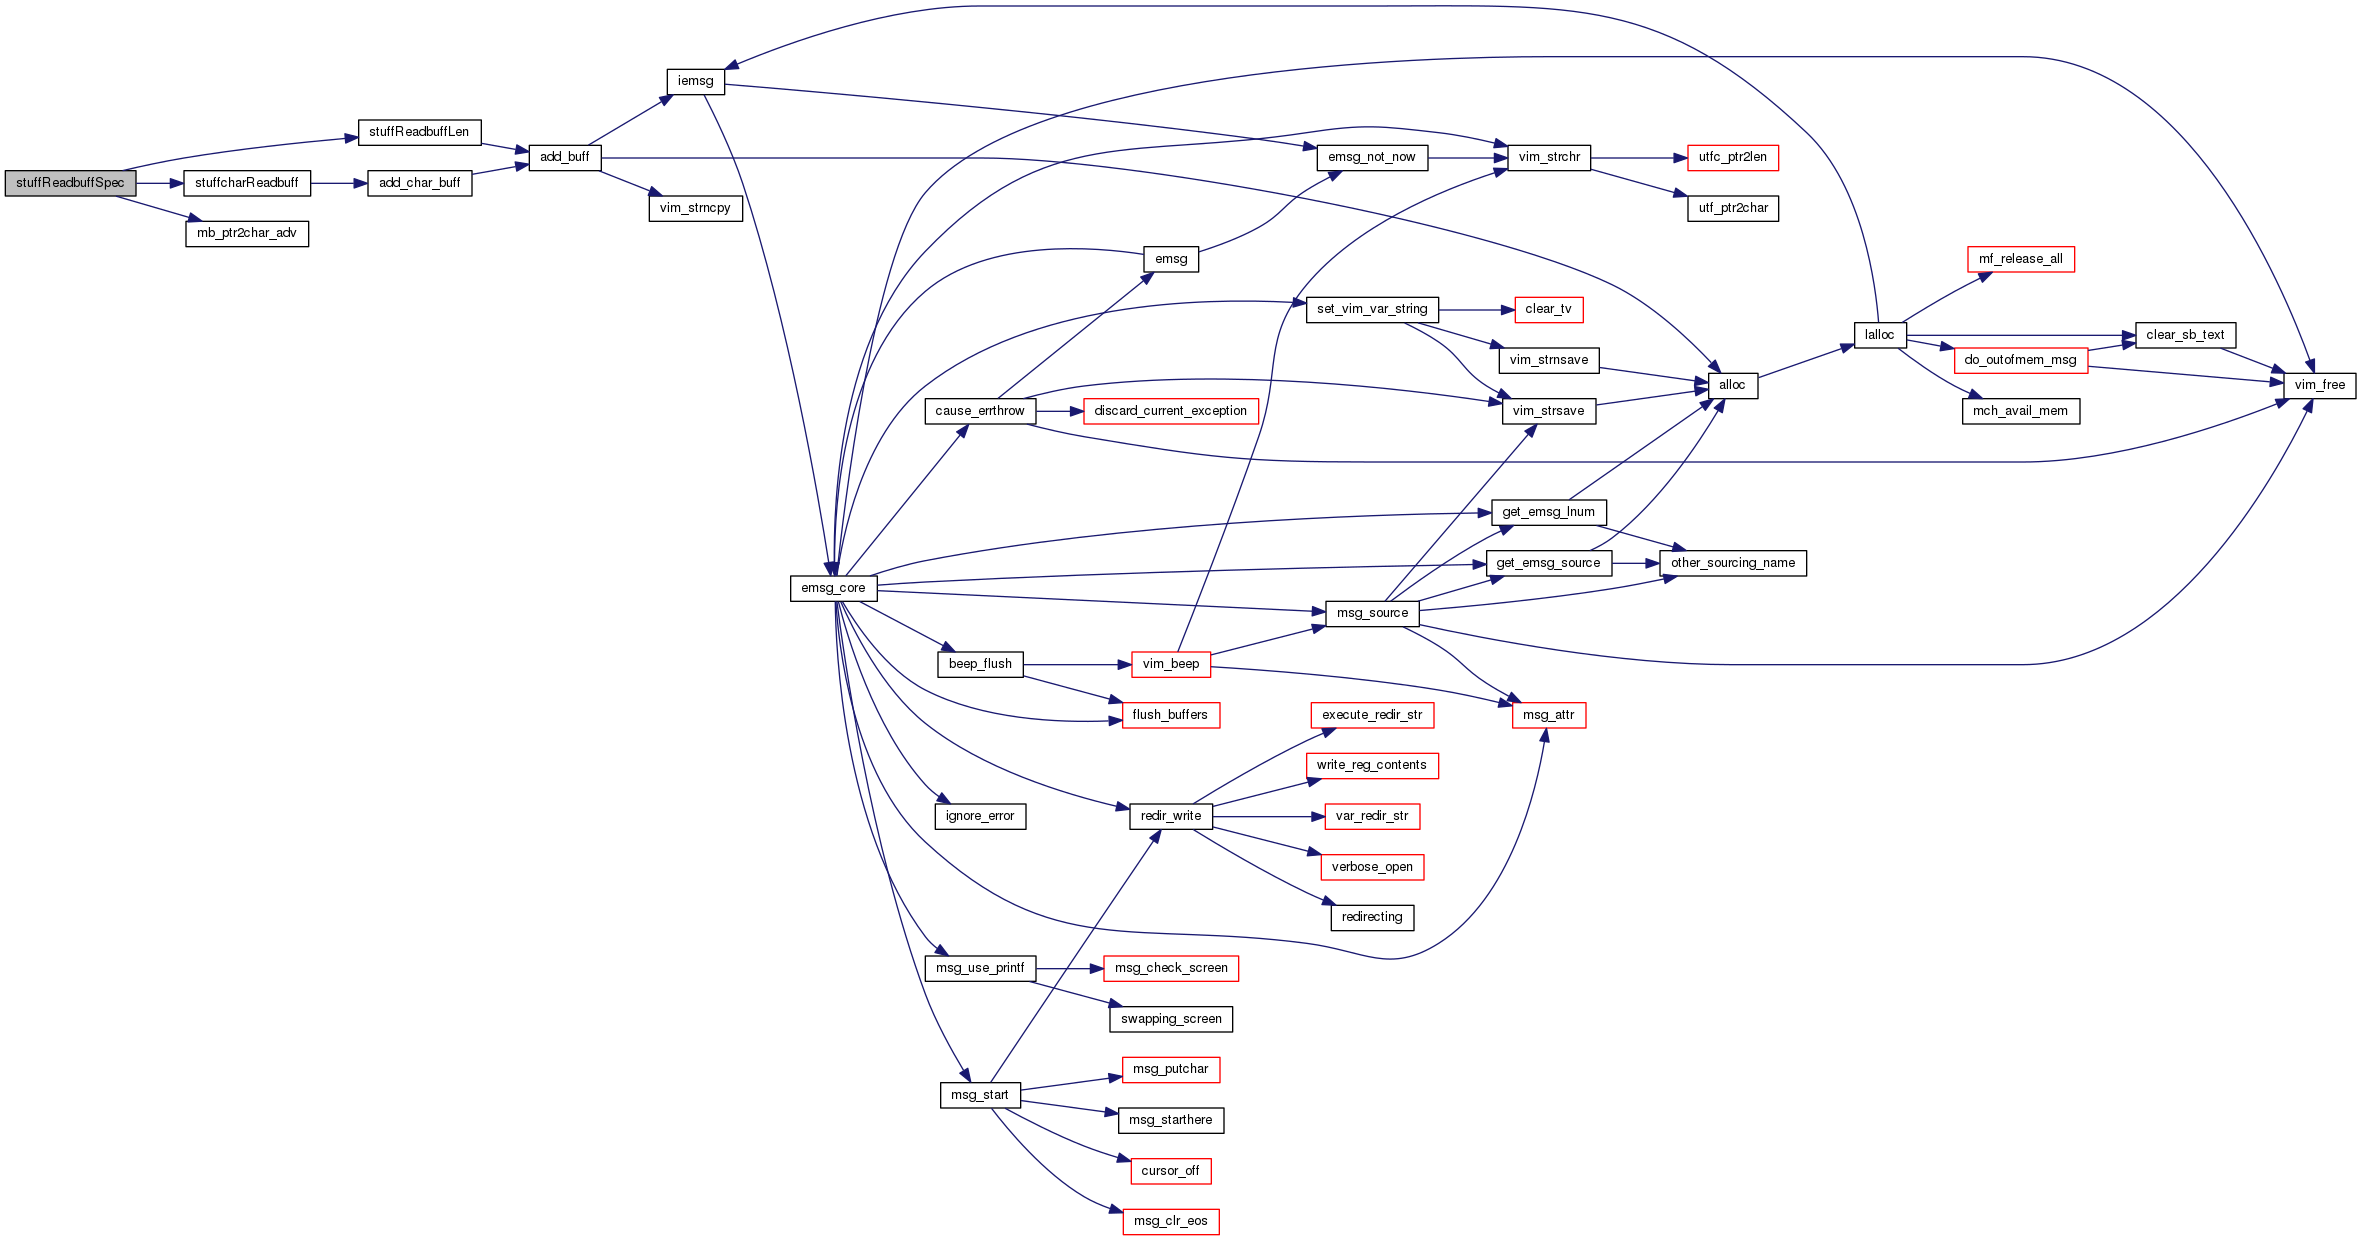 stuffReadbuffSpec
stuffReadbuffLen
stuffcharReadbuff
mb_ptr2char_adv
add_char_buff
add_buff
iemsg
vim_strncpy
emsg_core
cause_errthrow
beep_flush
ignore_error
msg_use_printf
msg_start
emsg
discard_current_exception
vim_beep
flush_buffers
redir_write
msg_check_screen
swapping_screen
msg_putchar
msg_starthere
cursor_off
msg_clr_eos
emsg_not_now
set_vim_var_string
msg_source
execute_redir_str
write_reg_contents
var_redir_str
verbose_open
redirecting
vim_strchr
clear_tv
vim_strnsave
vim_strsave
get_emsg_lnum
get_emsg_source
msg_attr
utfc_ptr2len
utf_ptr2char
alloc
other_sourcing_name
lalloc
mf_release_all
do_outofmem_msg
mch_avail_mem
clear_sb_text
vim_free